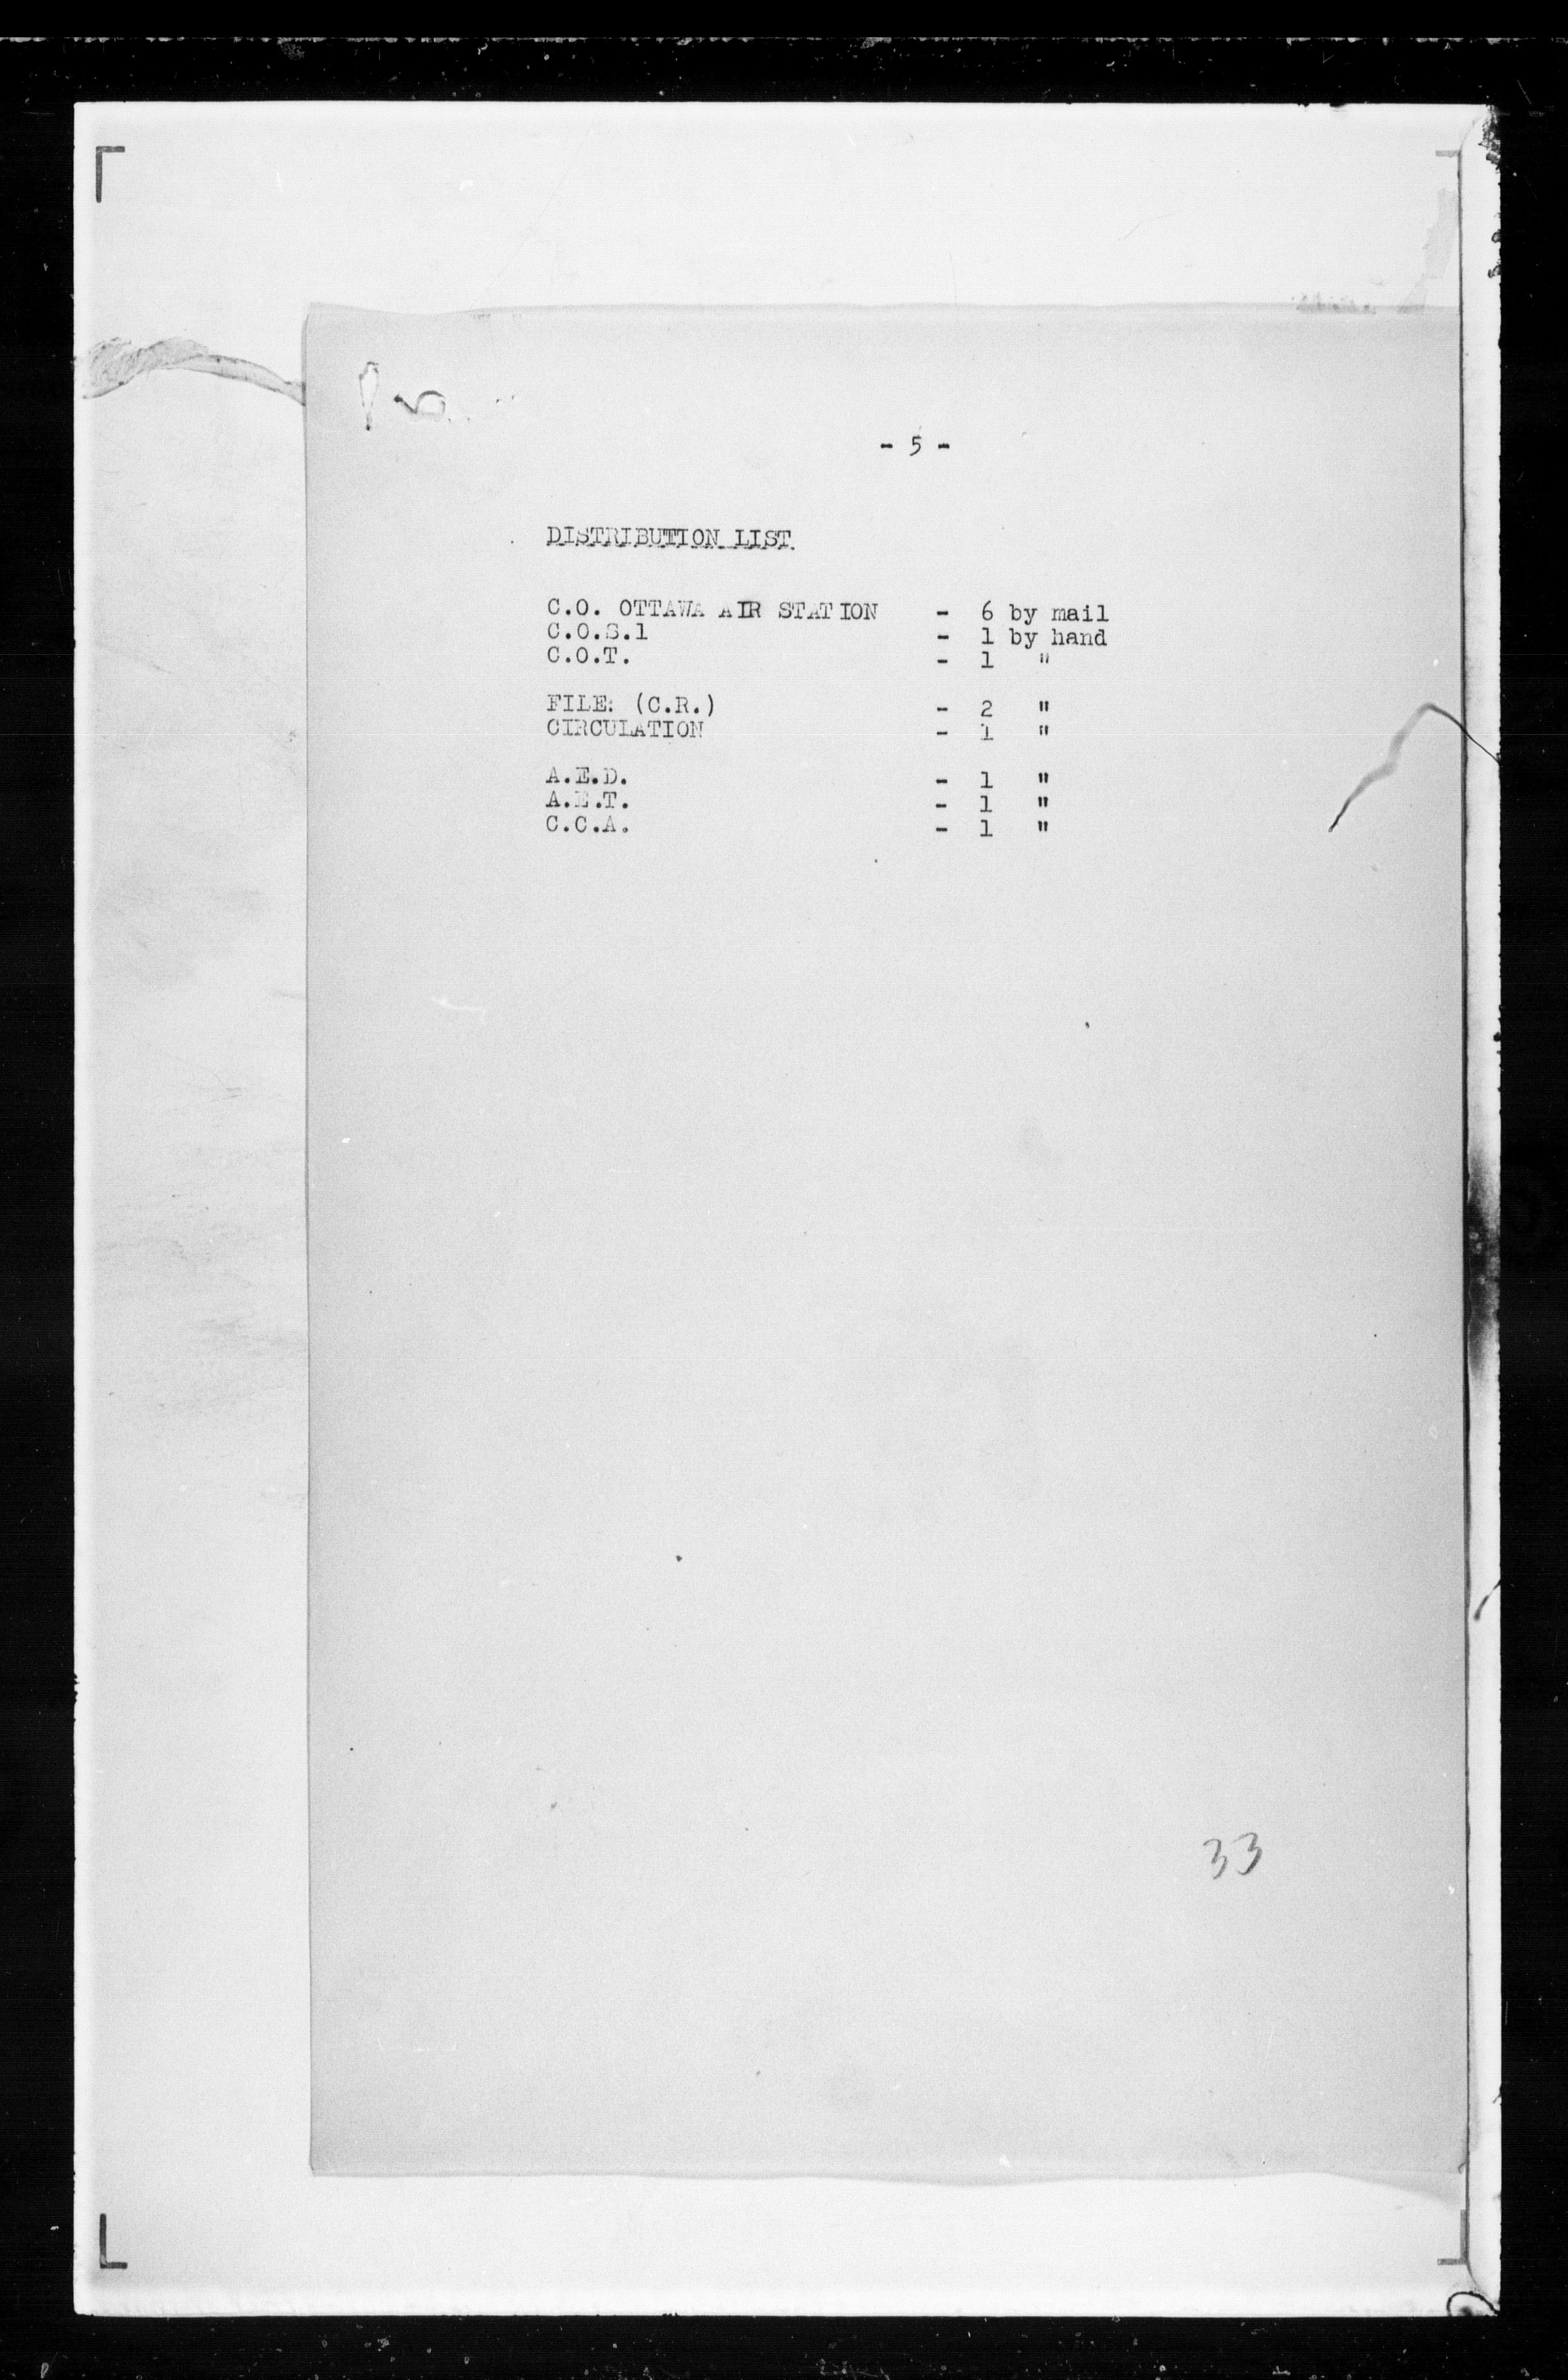 - 5 -
DISTRIBUTION LIST
C.O. OTTAWA AIR STATION - 6 by mail
C.O.S.1 - 1 by hand
C.O.T. - 1 "
FILE: (C.R.) - 2 "
CIRCULATION - 1 "
A.E.D. - 1 "
A.E.T. - 1 "
C.C.A. - 1 "
33